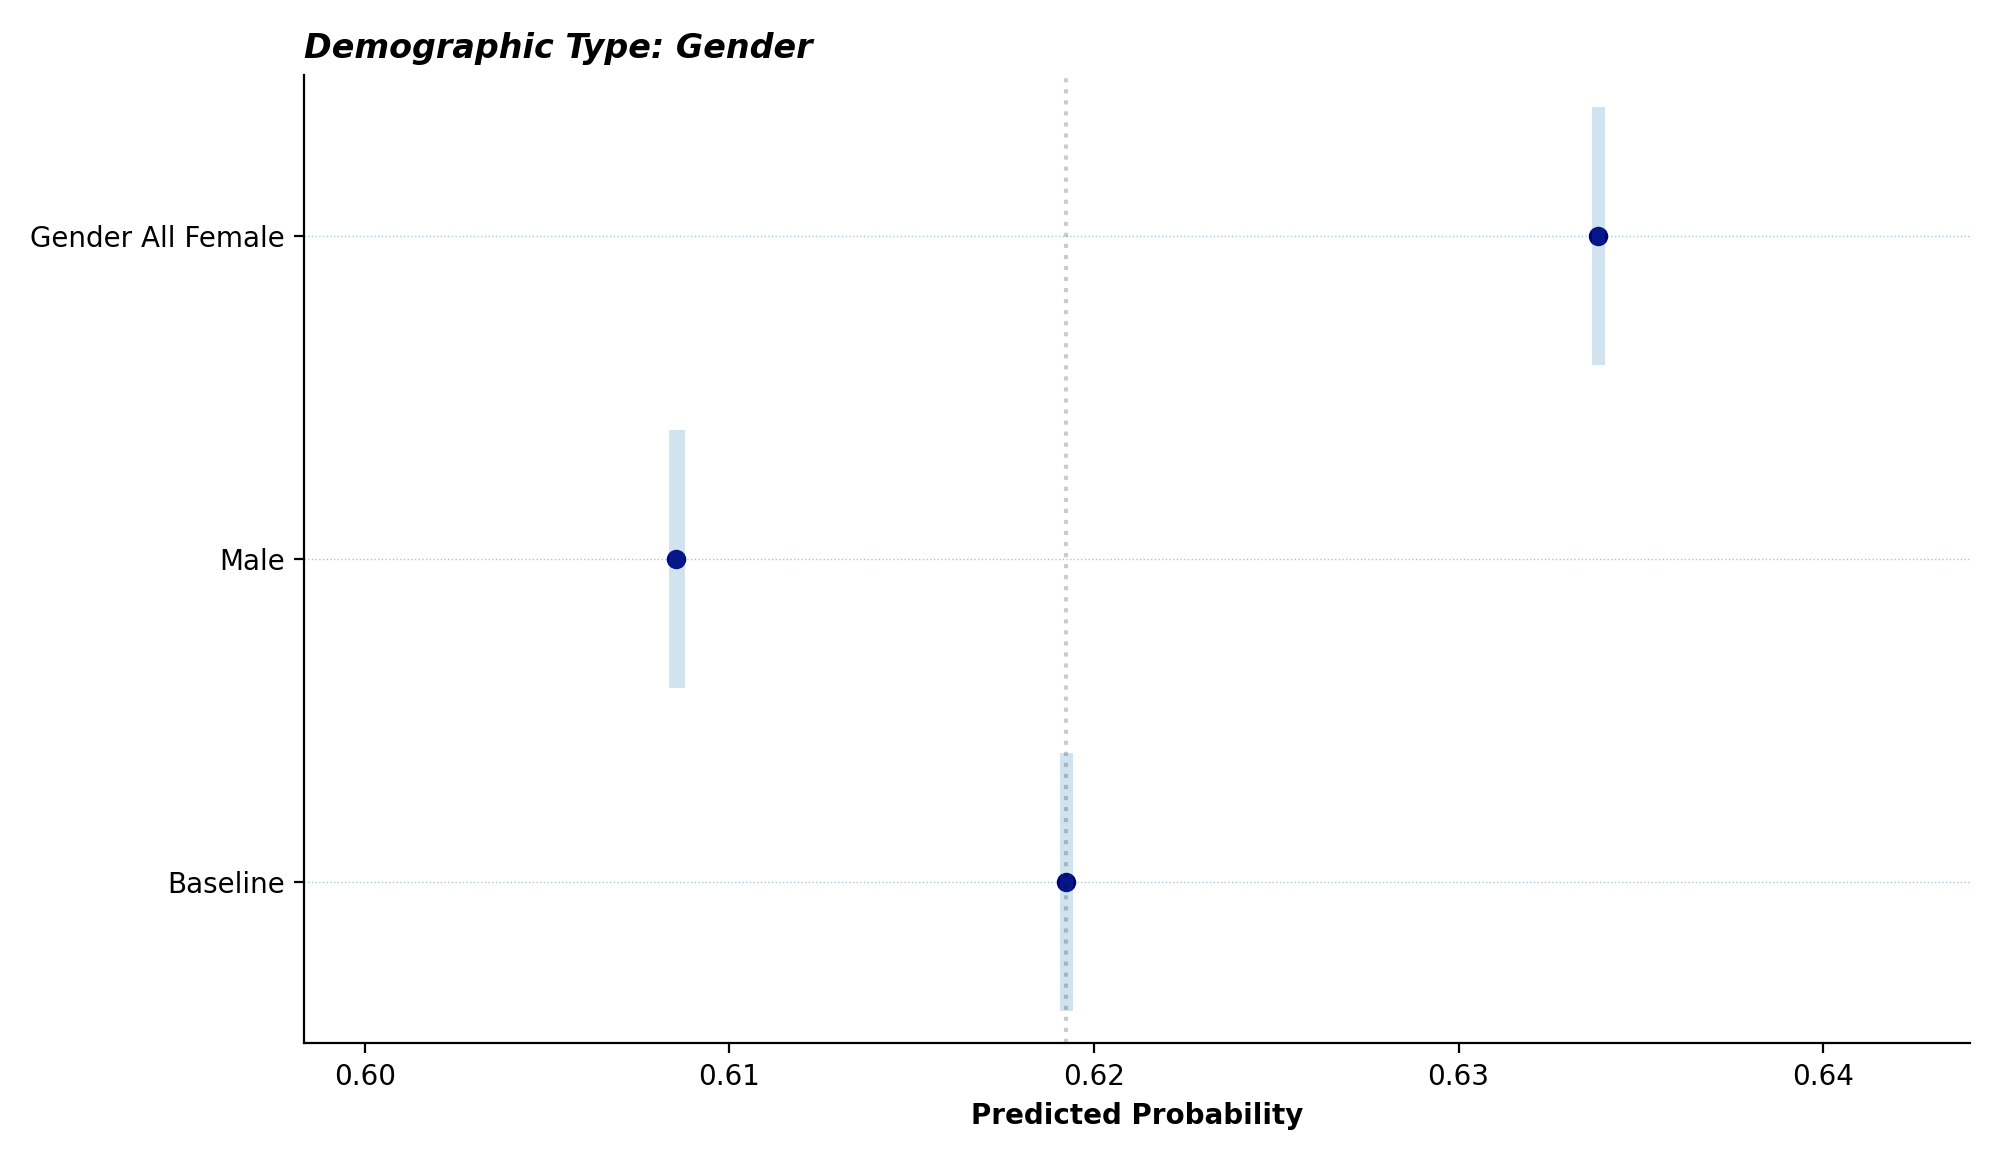 Demographic Type: Gender
Gender All Female
Male
Baseline
0.60 0.61 0.62 0.63 0.64
Predicted Probability